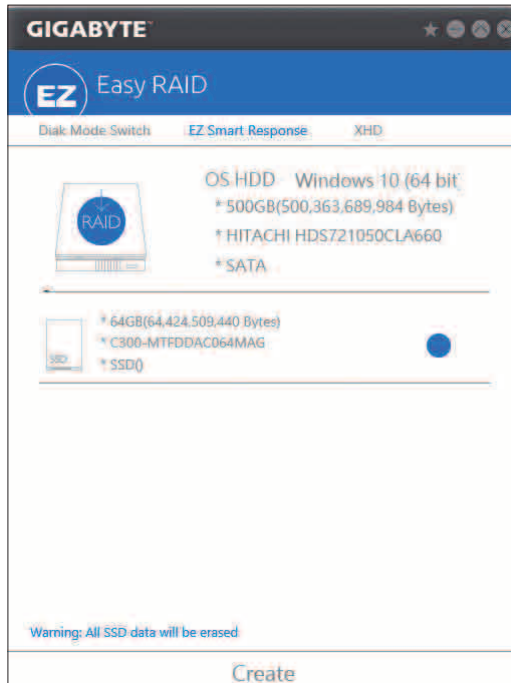 GIGABYTE
EZ Easy RAID
Diak Mode Switch EZ Smart Response XHD
OS HDD Windows 10 (64 bit
* 500GB(500,363,689,984 Bytes)
RAID
* HITACHI HDS721050CLA660
* SATA
* 64GB(64,424,509,440 Bytes)
* C300-MTFDDAC064MAG
SSD
* SSD()
Warning: All SSD data will be erased
Create